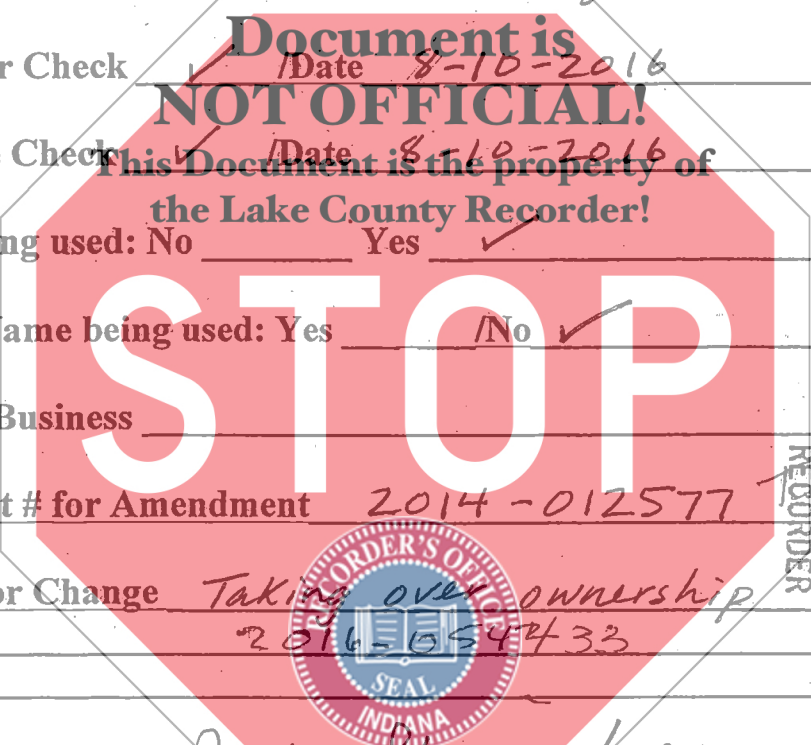 Document is
r Check ✓ /Date 8-10-2016
NOT OFFICIAL!
Check ✓ /Date 8-10-2016
This Document is the property of
the Lake County Recorder!
ng used: No Yes ✓
ame being used: Yes /No ✓
STOP
Business
RECORDER
t # for Amendment 2014-012577
or Change Taking over ownership
2016-054433
RECORDER'S OFFICE
SEAL
INDIANA